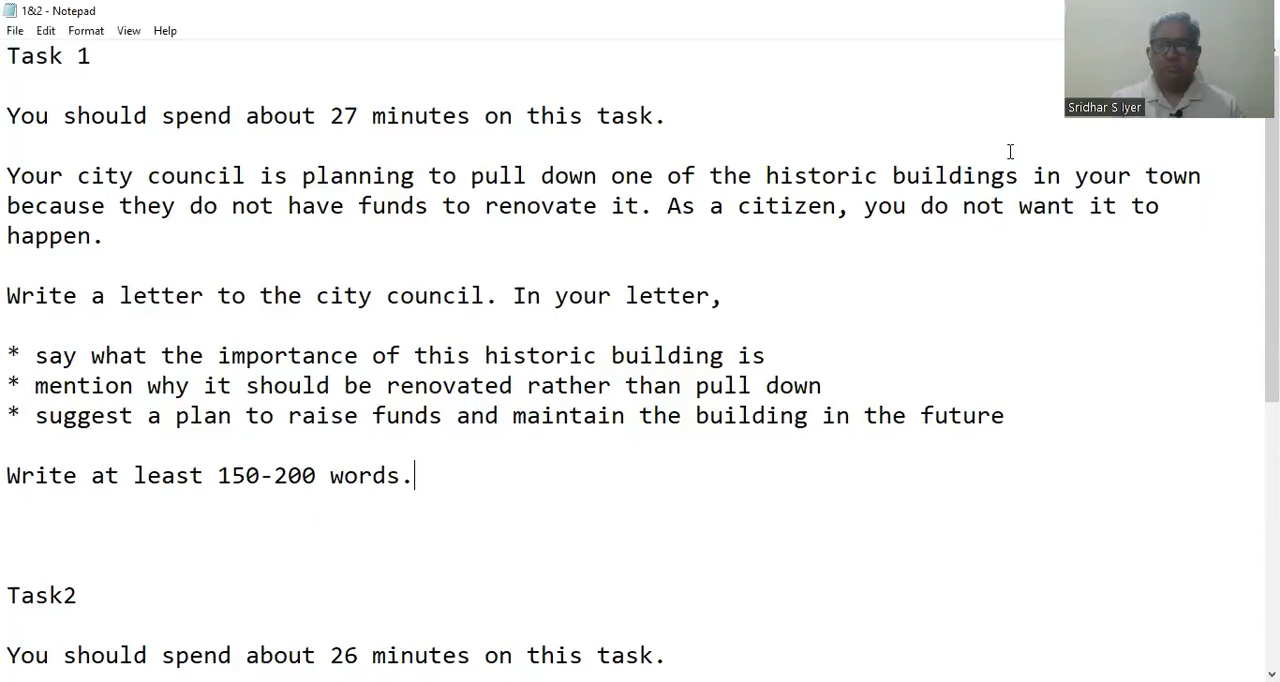 1&2 - Notepad
File Edit Format View Help
Task 1
You should spend about 27 minutes on this task.
Your city council is planning to pull down one of the historic buildings in your town
because they do not have funds to renovate it. As a citizen, you do not want it to
happen.
Write a letter to the city council. In your letter,
* say what the importance of this historic building is
* mention why it should be renovated rather than pull down
* suggest a plan to raise funds and maintain the building in the future
Write at least 150-200 words.
Task2
You should spend about 26 minutes on this task.
Sridhar S Iyer